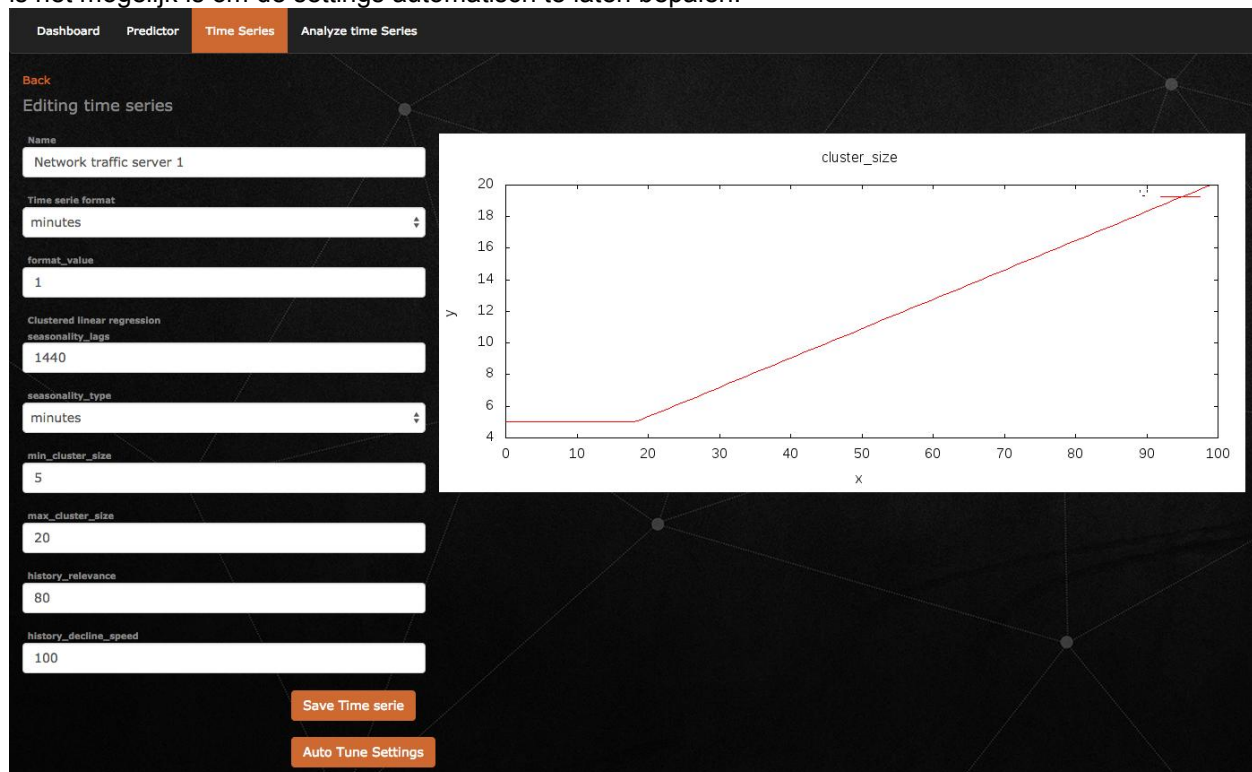 is het mogelijk is om de settings automatisch te laten bepalen.
Dashboard Predictor Time Series Analyze time Series
Back
Editing time series
Name
Network traffic server 1
Time serie format
minutes
format_value
1
Clustered linear regression
seasonality_lags
1440
seasonality_type
minutes
min_cluster_size
5
max_cluster_size
20
history_relevance
80
history_decline_speed
100
Save Time serie
Auto Tune Settings
cluster_size
20
18
16
14
12
10
8
6
4
y
0 10 20 30 40 50 60 70 80 90 100
x